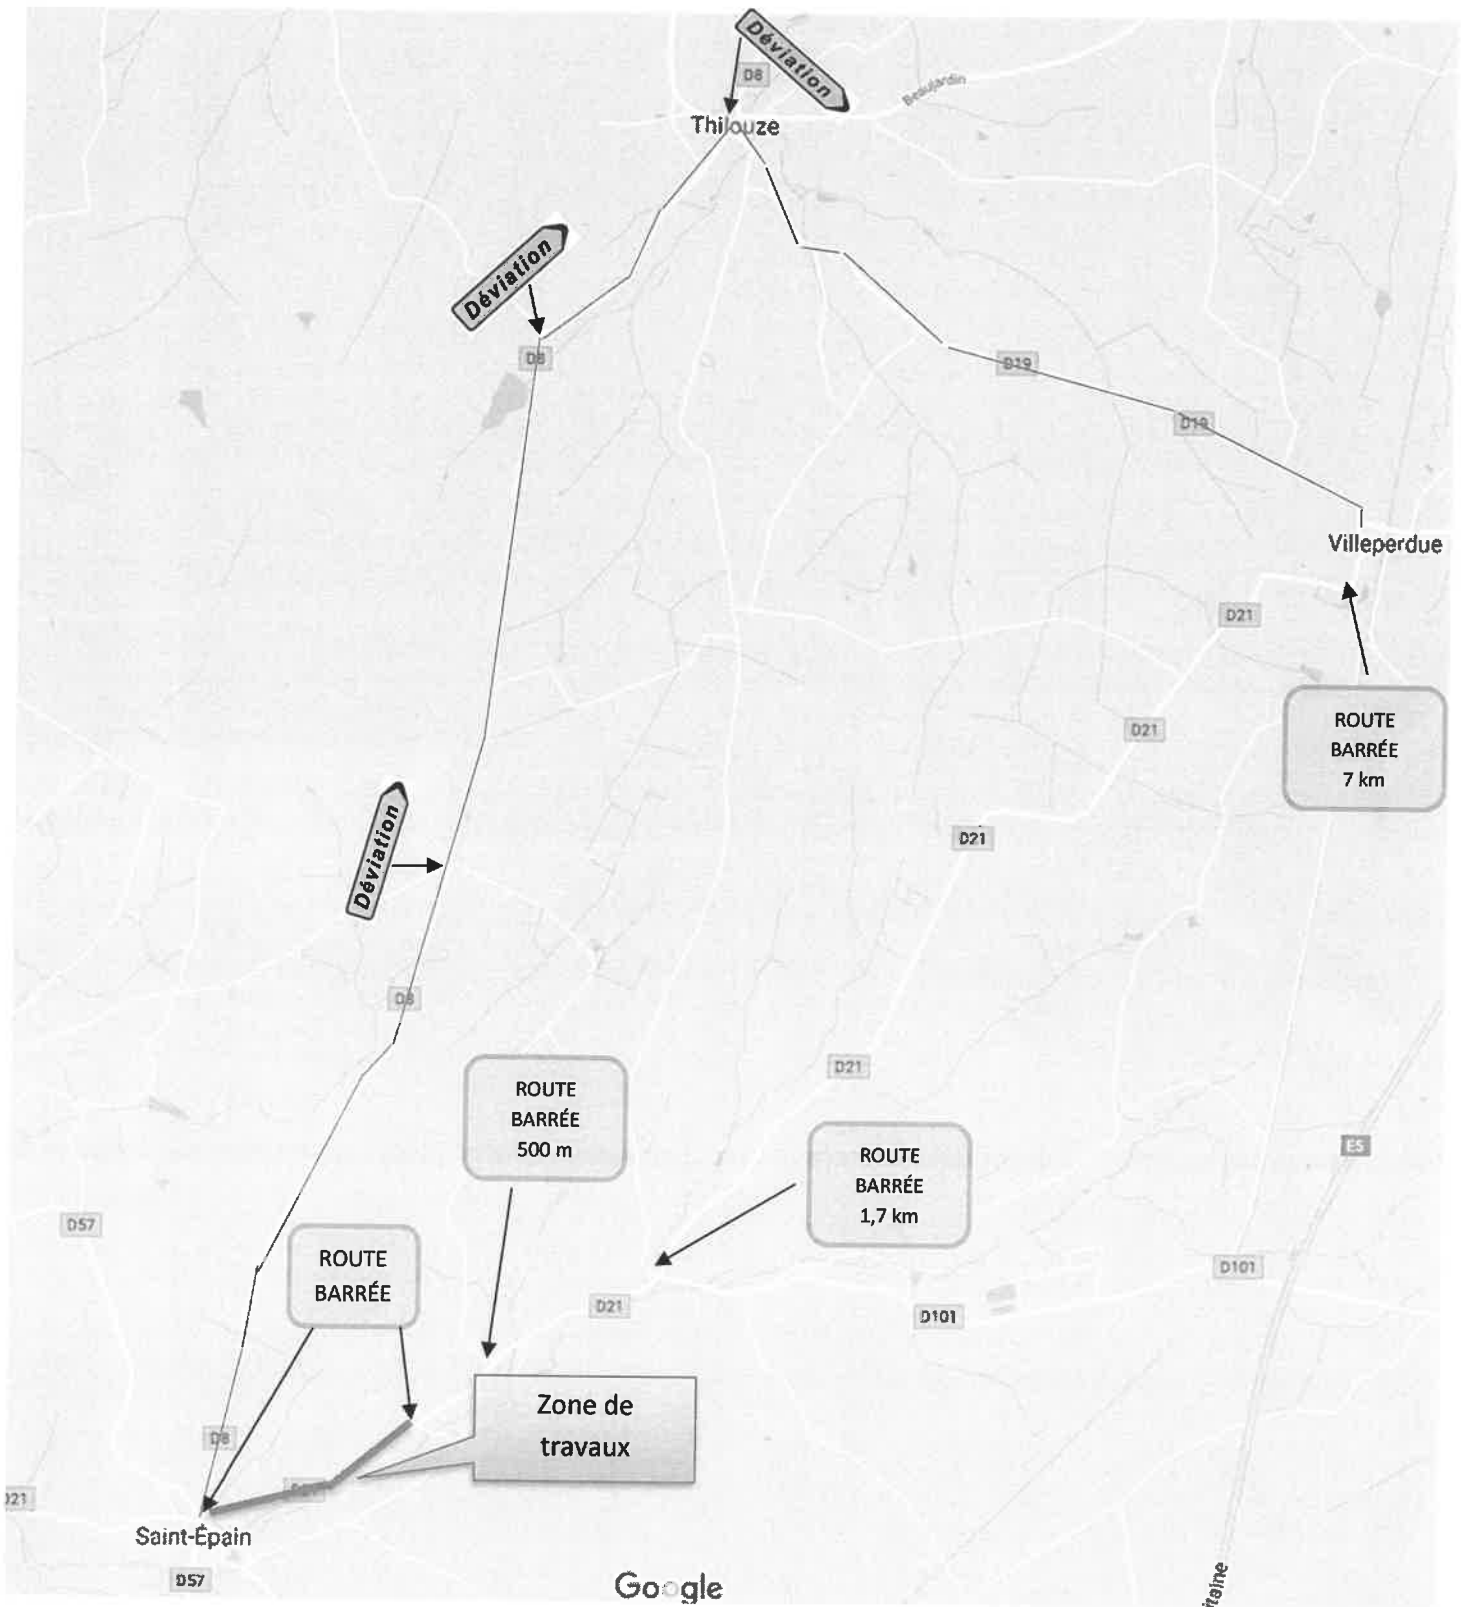 Déviation
D8
Beaujardin
Thilouze
Déviation
D8
D19
D19
Villeperdue
D21
ROUTE
BARRÉE
7 km
D21
Déviation
D21
D8
ROUTE
BARRÉE
500 m
D21
ROUTE
BARRÉE
1,7 km
E5
D57
ROUTE
BARRÉE
D101
D21
D101
Zone de
travaux
D8
D21
Saint-Épain
D57
Google